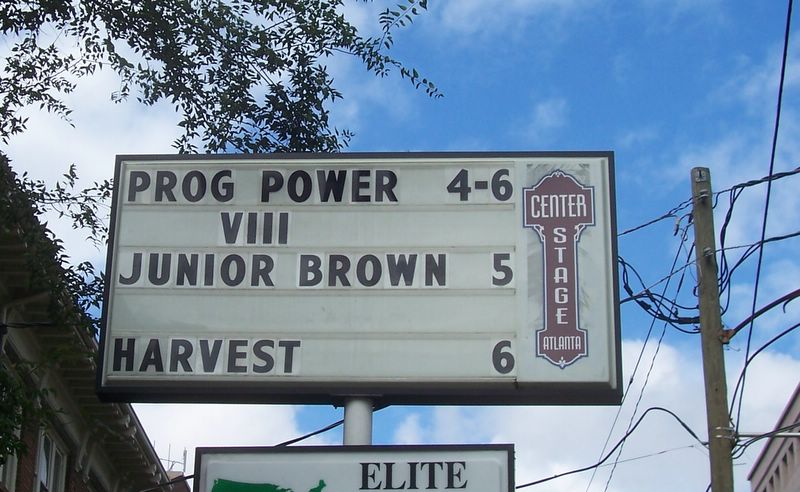 PROG POWER 4-6
VIII
JUNIOR BROWN 5
HARVEST 6
CENTER
STAGE
ATLANTA
ELITE